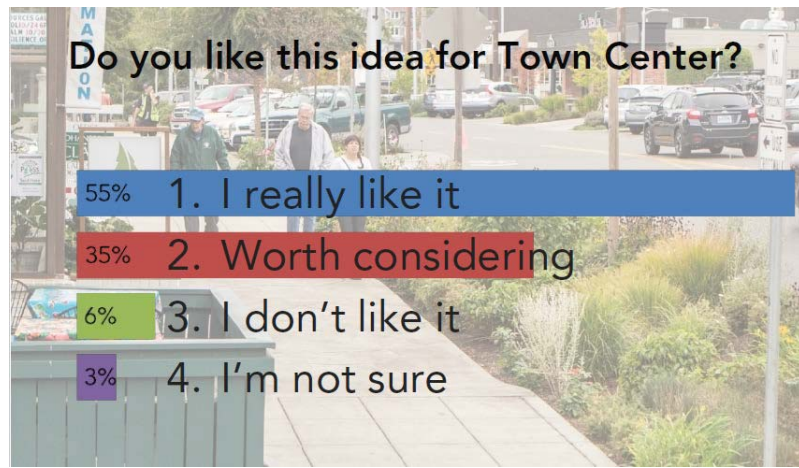 Do you like this idea for Town Center?
55% 1. I really like it
35% 2. Worth considering
6% 3. I don’t like it
3% 4. I’m not sure